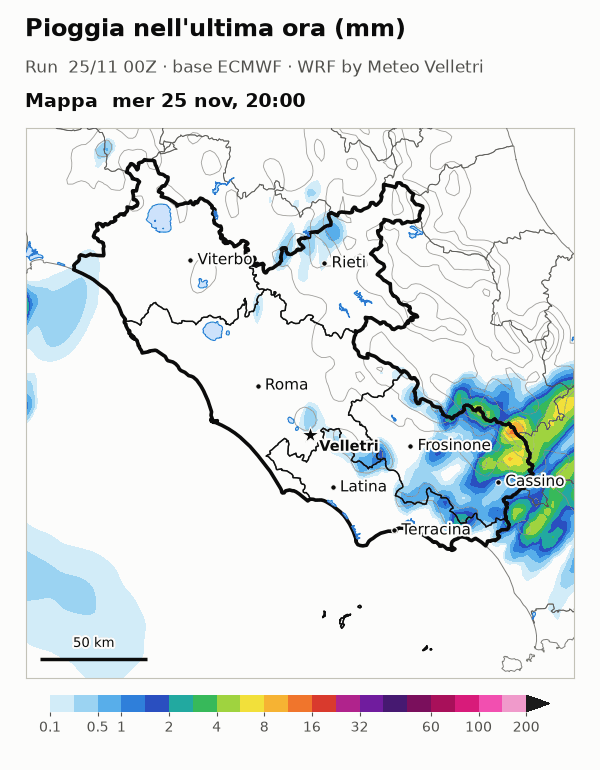 Pioggia nell'ultima ora (mm)
Run  25/11 00Z · base ECMWF · WRF by Meteo Velletri
Mappa  mer 25 nov, 20:00
Viterbo
Rieti
Roma
Velletri
Frosinone
Latina
Cassino
Terracina
50 km
0.1 0.5 1 2 4 8 16 32 60 100 200